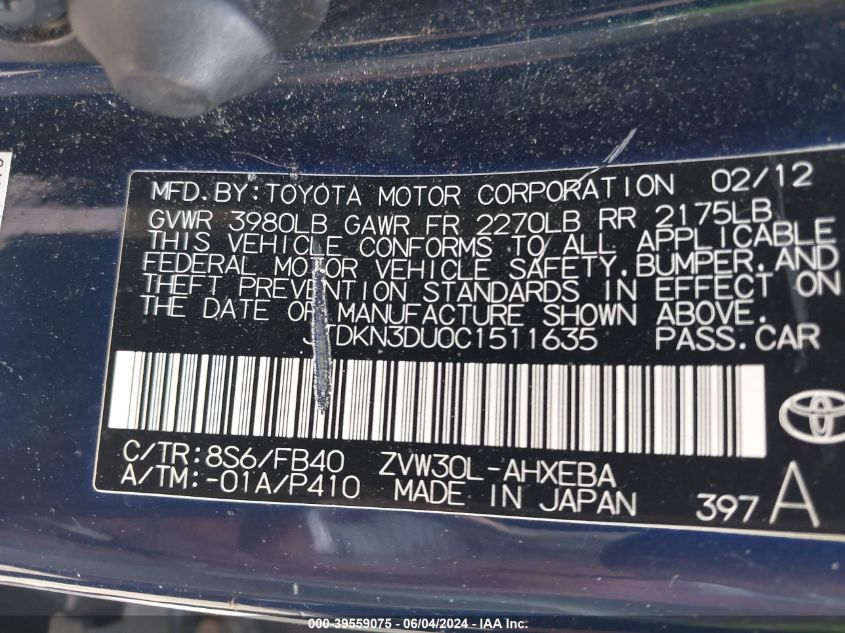 MFD.BY:TOYOTA MOTOR CORPORATION 02/12
GVWR 3980LB GAWR FR 2270LB RR 2175LB
THIS VEHICLE CONFORMS TO ALL APPLICABLE
FEDERAL MOTOR VEHICLE SAFETY,BUMPER,AND
THEFT PREVENTION STANDARDS IN EFFECT ON
THE DATE OF MANUFACTURE SHOWN ABOVE.
JTDKN3DU0C1511635 PASS.CAR
C/TR:8S6/FB40 ZVW30L-AHXEBA
A/TM:-01A/P410 MADE IN JAPAN 397 A
000-39559075 - 06/04/2024 - IAA Inc.